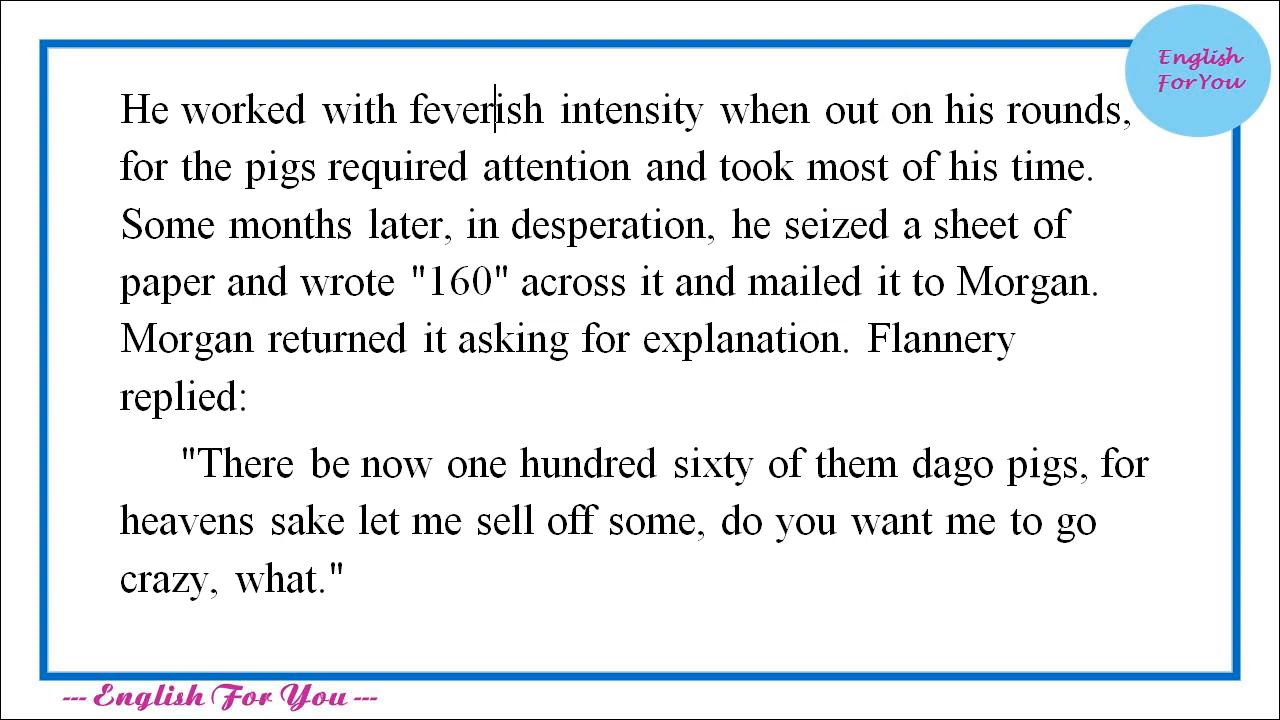 English
ForYou
He worked with feverish intensity when out on his rounds,
for the pigs required attention and took most of his time.
Some months later, in desperation, he seized a sheet of
paper and wrote "160" across it and mailed it to Morgan.
Morgan returned it asking for explanation. Flannery
replied:
"There be now one hundred sixty of them dago pigs, for
heavens sake let me sell off some, do you want me to go
crazy, what."
--- English For You ---